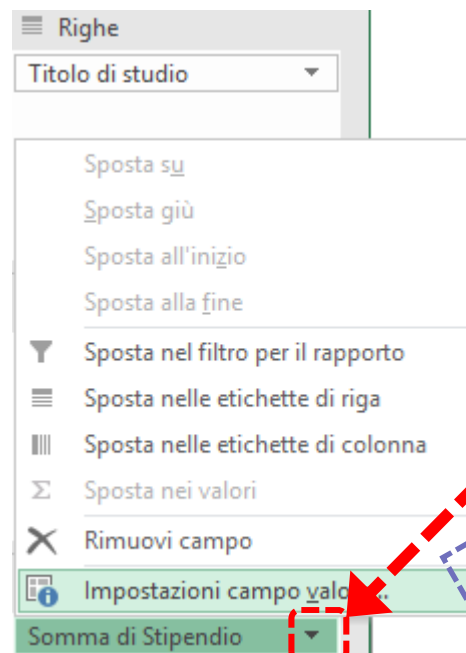 Righe
Titolo di studio
Sposta su
Sposta giù
Sposta all'inizio
Sposta alla fine
Sposta nel filtro per il rapporto
Sposta nelle etichette di riga
Sposta nelle etichette di colonna
Sposta nei valori
Rimuovi campo
Impostazioni campo valo...
Somma di Stipendio